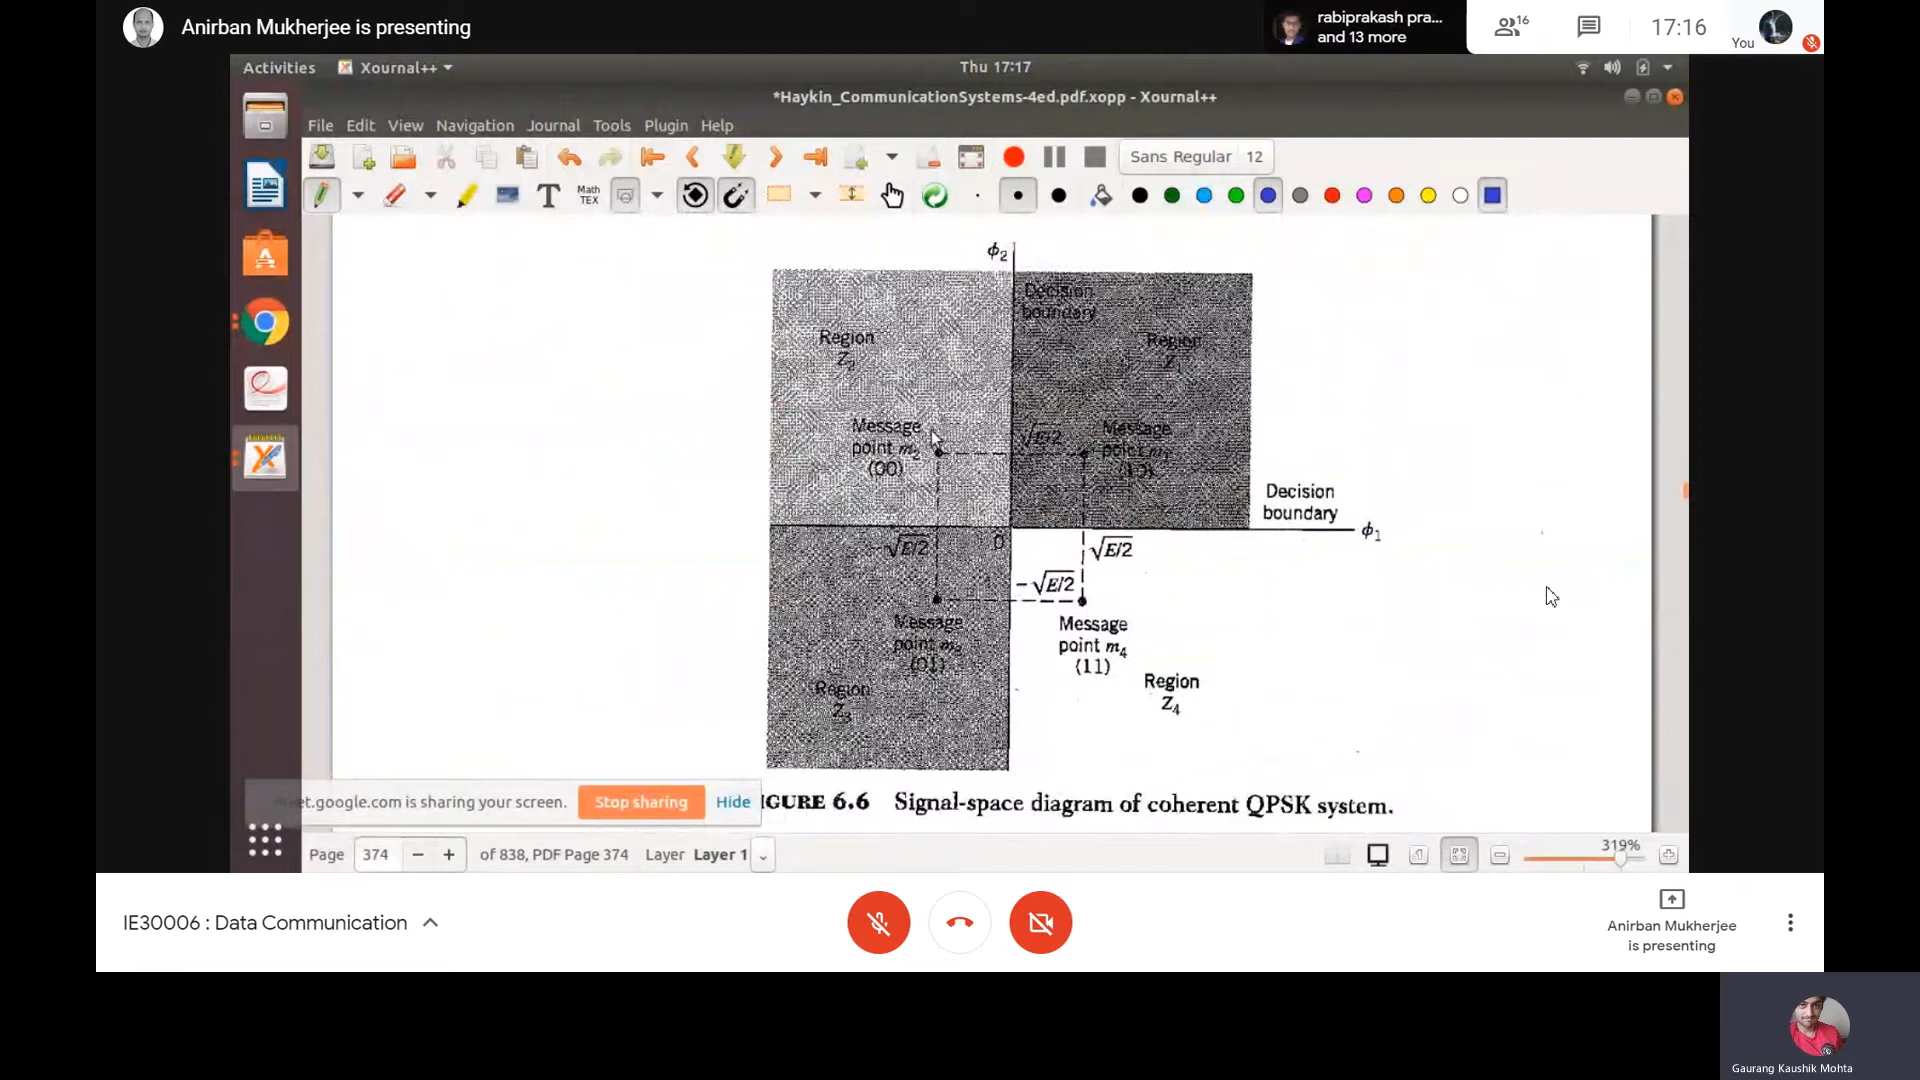 Anirban Mukherjee is presenting
rabiprakash pra...
and 13 more
16
17:16
You
Activities
Xournal++
Thu 17:17
*Haykin_CommunicationSystems-4ed.pdf.xopp - Xournal++
File Edit View Navigation Journal Tools Plugin Help
Sans Regular 12
T
Math
TEX
ϕ2
Decision
boundary
Region
Z2
Region
Z1
Message
point m2
(00)
√E/2
Message
point m1
(10)
Decision
boundary
ϕ1
−√E/2
0
√E/2
−√E/2
Message
point m3
(01)
Message
point m4
(11)
Region
Z3
Region
Z4
et.google.com is sharing your screen.
Stop sharing
Hide
IGURE 6.6 Signal-space diagram of coherent QPSK system.
Page 374 − + of 838, PDF Page 374 Layer Layer 1
319%
IE30006 : Data Communication
Anirban Mukherjee
is presenting
Gaurang Kaushik Mohta